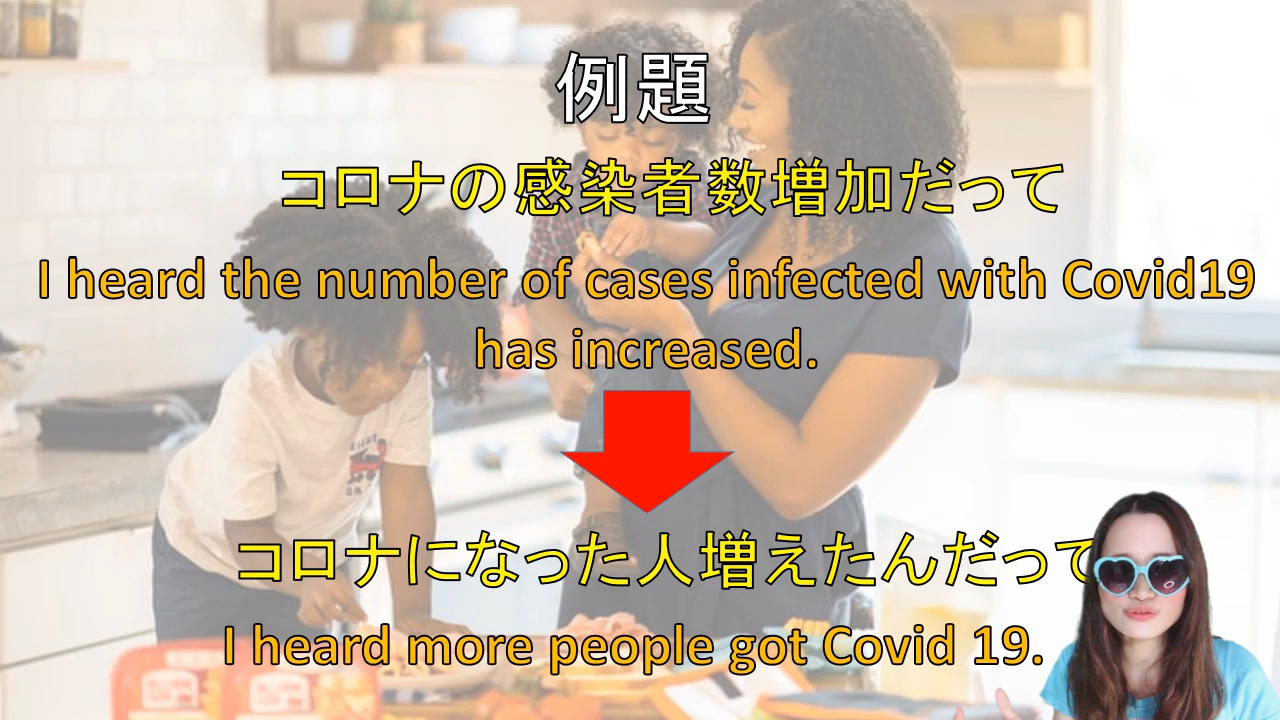 例題
コロナの感染者数増加だって
I heard the number of cases infected with Covid19
has increased.
コロナになった人増えたんだって
I heard more people got Covid 19.